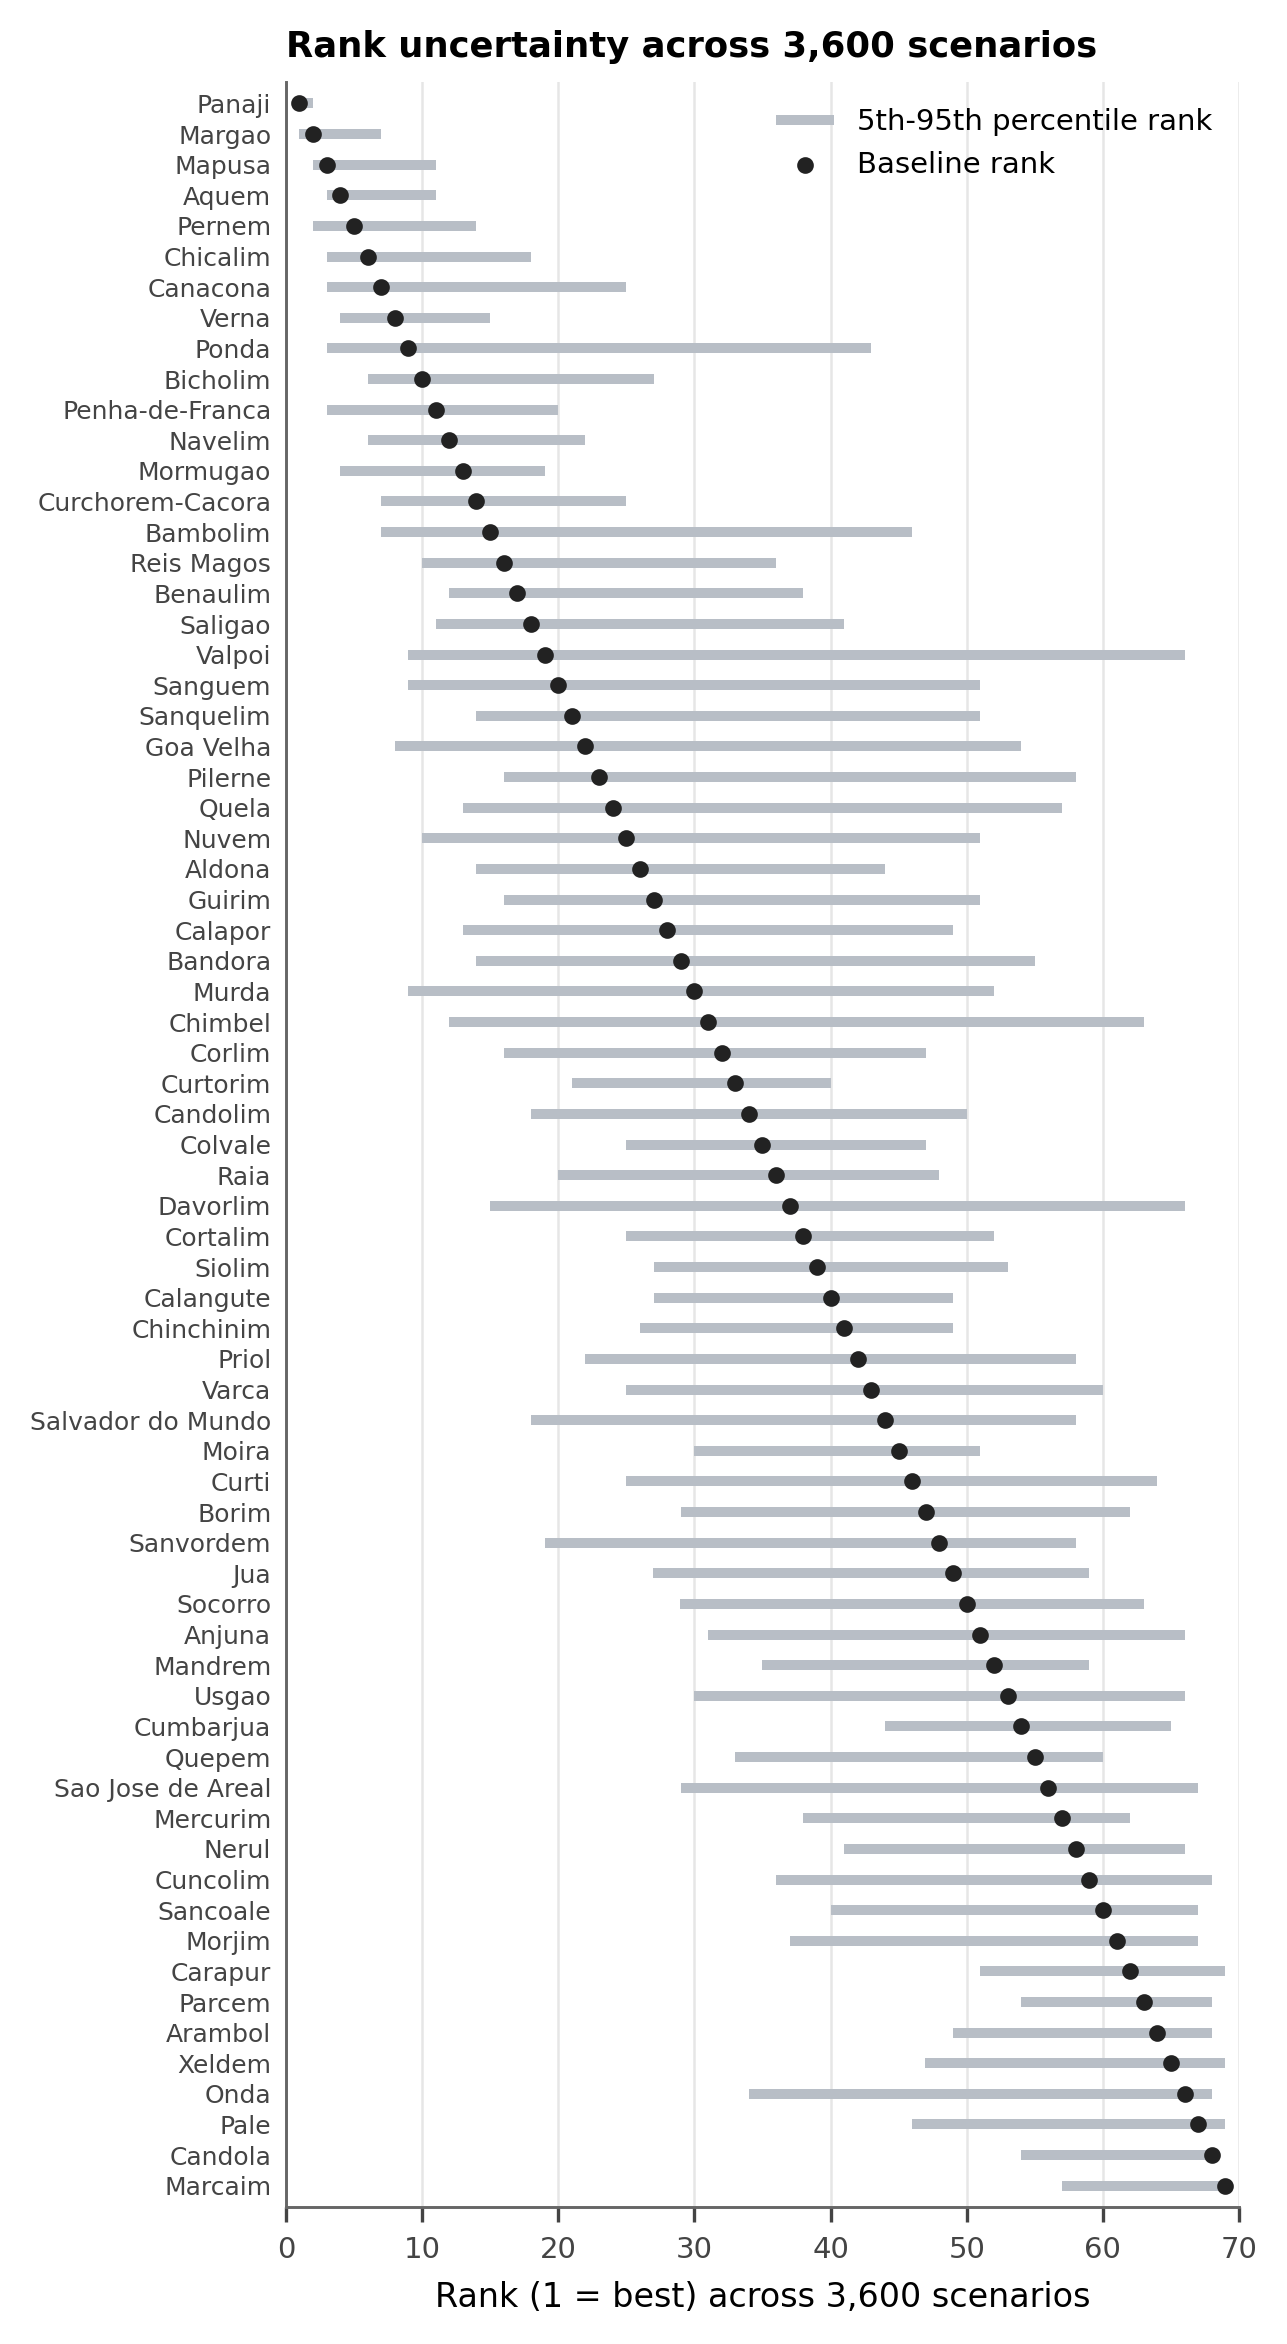 Rank uncertainty across 3,600 scenarios
5th-95th percentile rank
Baseline rank
Panaji
Margao
Mapusa
Aquem
Pernem
Chicalim
Canacona
Verna
Ponda
Bicholim
Penha-de-Franca
Navelim
Mormugao
Curchorem-Cacora
Bambolim
Reis Magos
Benaulim
Saligao
Valpoi
Sanguem
Sanquelim
Goa Velha
Pilerne
Quela
Nuvem
Aldona
Guirim
Calapor
Bandora
Murda
Chimbel
Corlim
Curtorim
Candolim
Colvale
Raia
Davorlim
Cortalim
Siolim
Calangute
Chinchinim
Priol
Varca
Salvador do Mundo
Moira
Curti
Borim
Sanvordem
Jua
Socorro
Anjuna
Mandrem
Usgao
Cumbarjua
Quepem
Sao Jose de Areal
Mercurim
Nerul
Cuncolim
Sancoale
Morjim
Carapur
Parcem
Arambol
Xeldem
Onda
Pale
Candola
Marcaim
0 10 20 30 40 50 60 70
Rank (1 = best) across 3,600 scenarios